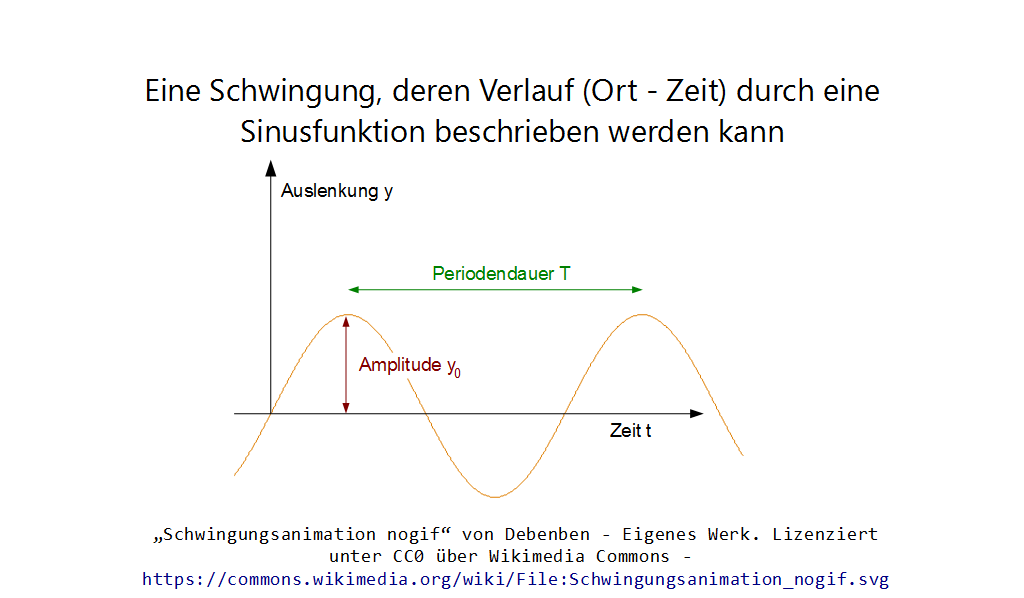 Eine Schwingung, deren Verlauf (Ort - Zeit) durch eine
Sinusfunktion beschrieben werden kann
Auslenkung y
Periodendauer T
Amplitude y₀
Zeit t
„Schwingungsanimation nogif“ von Debenben - Eigenes Werk. Lizenziert
unter CC0 über Wikimedia Commons -
https://commons.wikimedia.org/wiki/File:Schwingungsanimation_nogif.svg